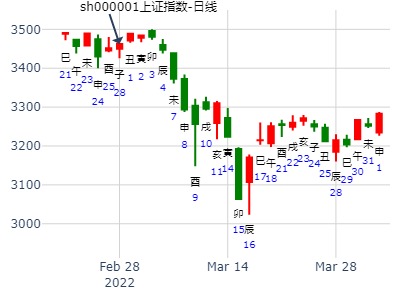 sh000001上证指数-日线
3500
3400
3300
3200
3100
3000
巳
21
午
22
未
23
申
24
酉
25
子
28
丑
1
寅
2
卯
3
辰
4
未
7
申
8
酉
9
戌
10
亥
11
寅
14
卯
15
辰
16
巳
17
午
18
酉
21
戌
22
亥
23
子
24
丑
25
辰
28
巳
29
午
30
未
31
申
1
Feb 28
2022
Mar 14
Mar 28